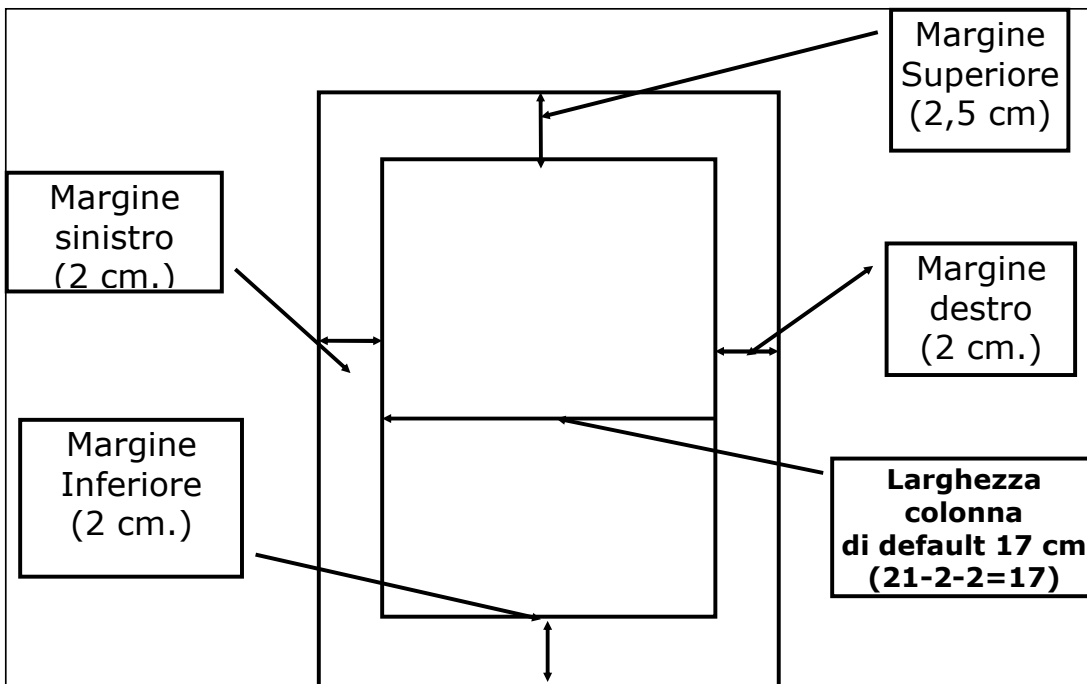 Margine
Superiore
(2,5 cm)
Margine
sinistro
(2 cm.)
Margine
destro
(2 cm.)
Margine
Inferiore
(2 cm.)
Larghezza
colonna
di default 17 cm
(21-2-2=17)